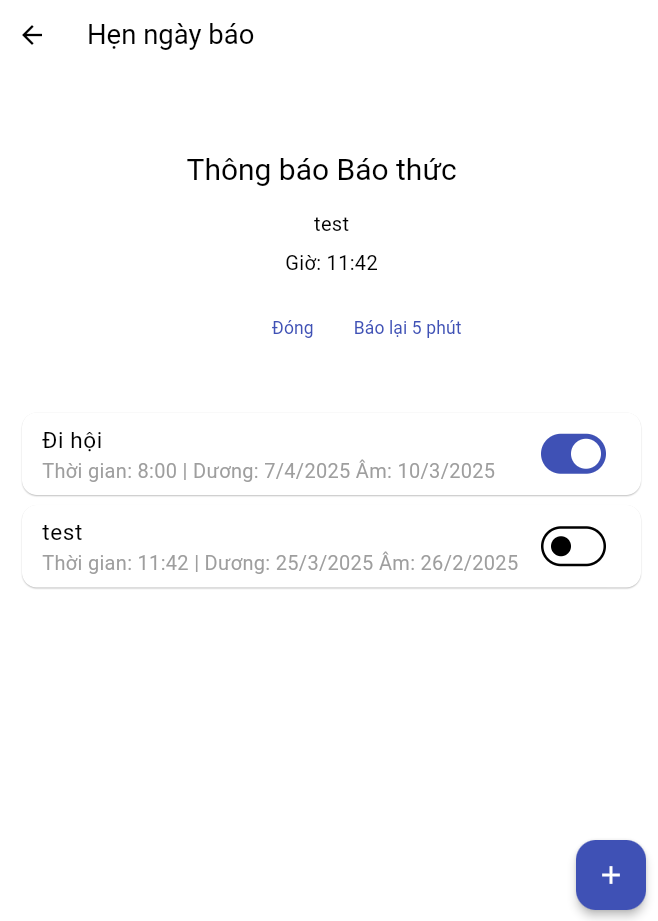 Hẹn ngày báo
Thông báo Báo thức
test
Giờ: 11:42
Đóng Báo lại 5 phút
Đi hội
Thời gian: 8:00 | Dương: 7/4/2025 Âm: 10/3/2025
test
Thời gian: 11:42 | Dương: 25/3/2025 Âm: 26/2/2025